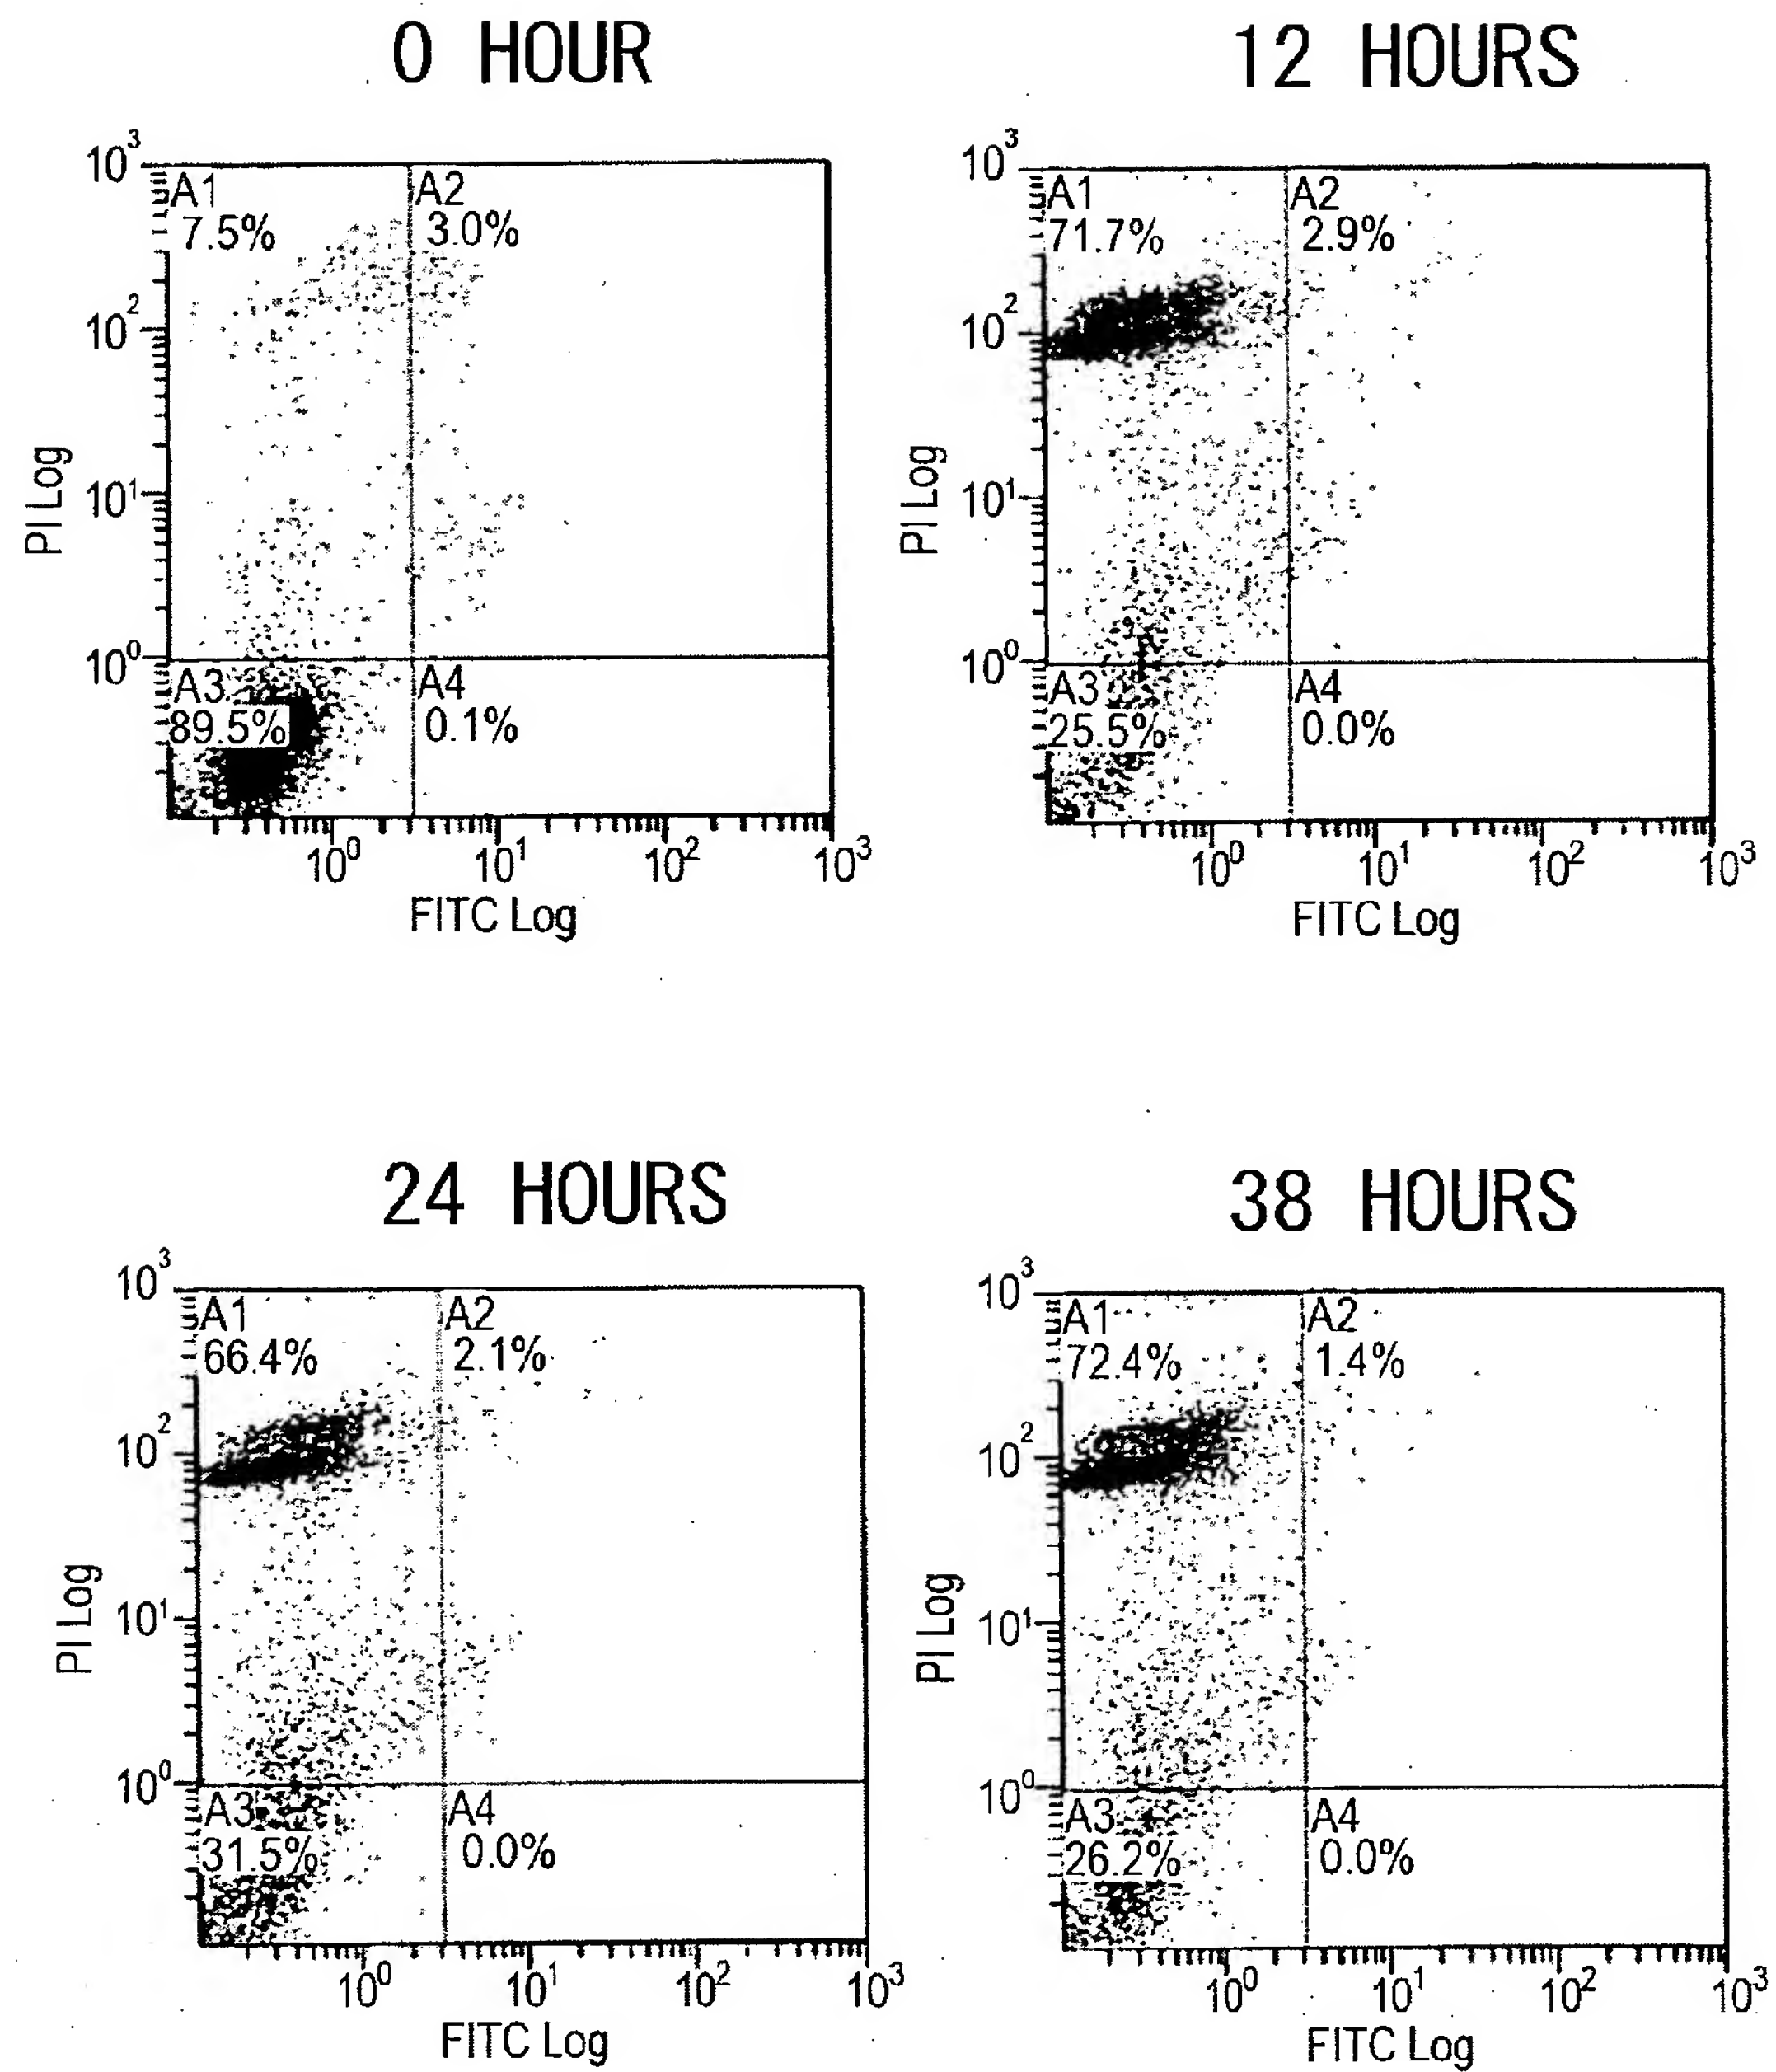 0 HOUR
10³
A1
7.5%
A2
3.0%
10²
10¹
10⁰
PI Log
A3
89.5%
A4
0.1%
10⁰ 10¹ 10² 10³
FITC Log
12 HOURS
10³
A1
71.7%
A2
2.9%
10²
10¹
10⁰
PI Log
A3
25.5%
A4
0.0%
10⁰ 10¹ 10² 10³
FITC Log
24 HOURS
10³
A1
66.4%
A2
2.1%
10²
10¹
10⁰
PI Log
A3
31.5%
A4
0.0%
10⁰ 10¹ 10² 10³
FITC Log
38 HOURS
10³
A1
72.4%
A2
1.4%
10²
10¹
10⁰
PI Log
A3
26.2%
A4
0.0%
10⁰ 10¹ 10² 10³
FITC Log